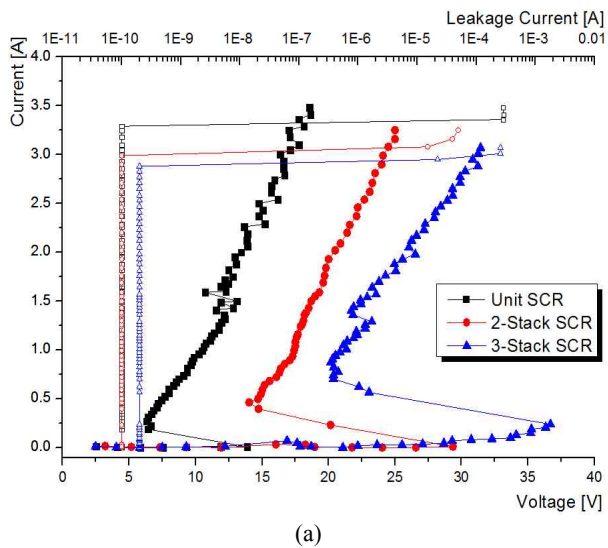 Leakage Current [A]
1E-11 1E-10 1E-9 1E-8 1E-7 1E-6 1E-5 1E-4 1E-3 0.01
Current [A]
4.0
3.5
3.0
2.5
2.0
1.5
1.0
0.5
0.0
Unit SCR
2-Stack SCR
3-Stack SCR
0 5 10 15 20 25 30 35 40
Voltage [V]
(a)